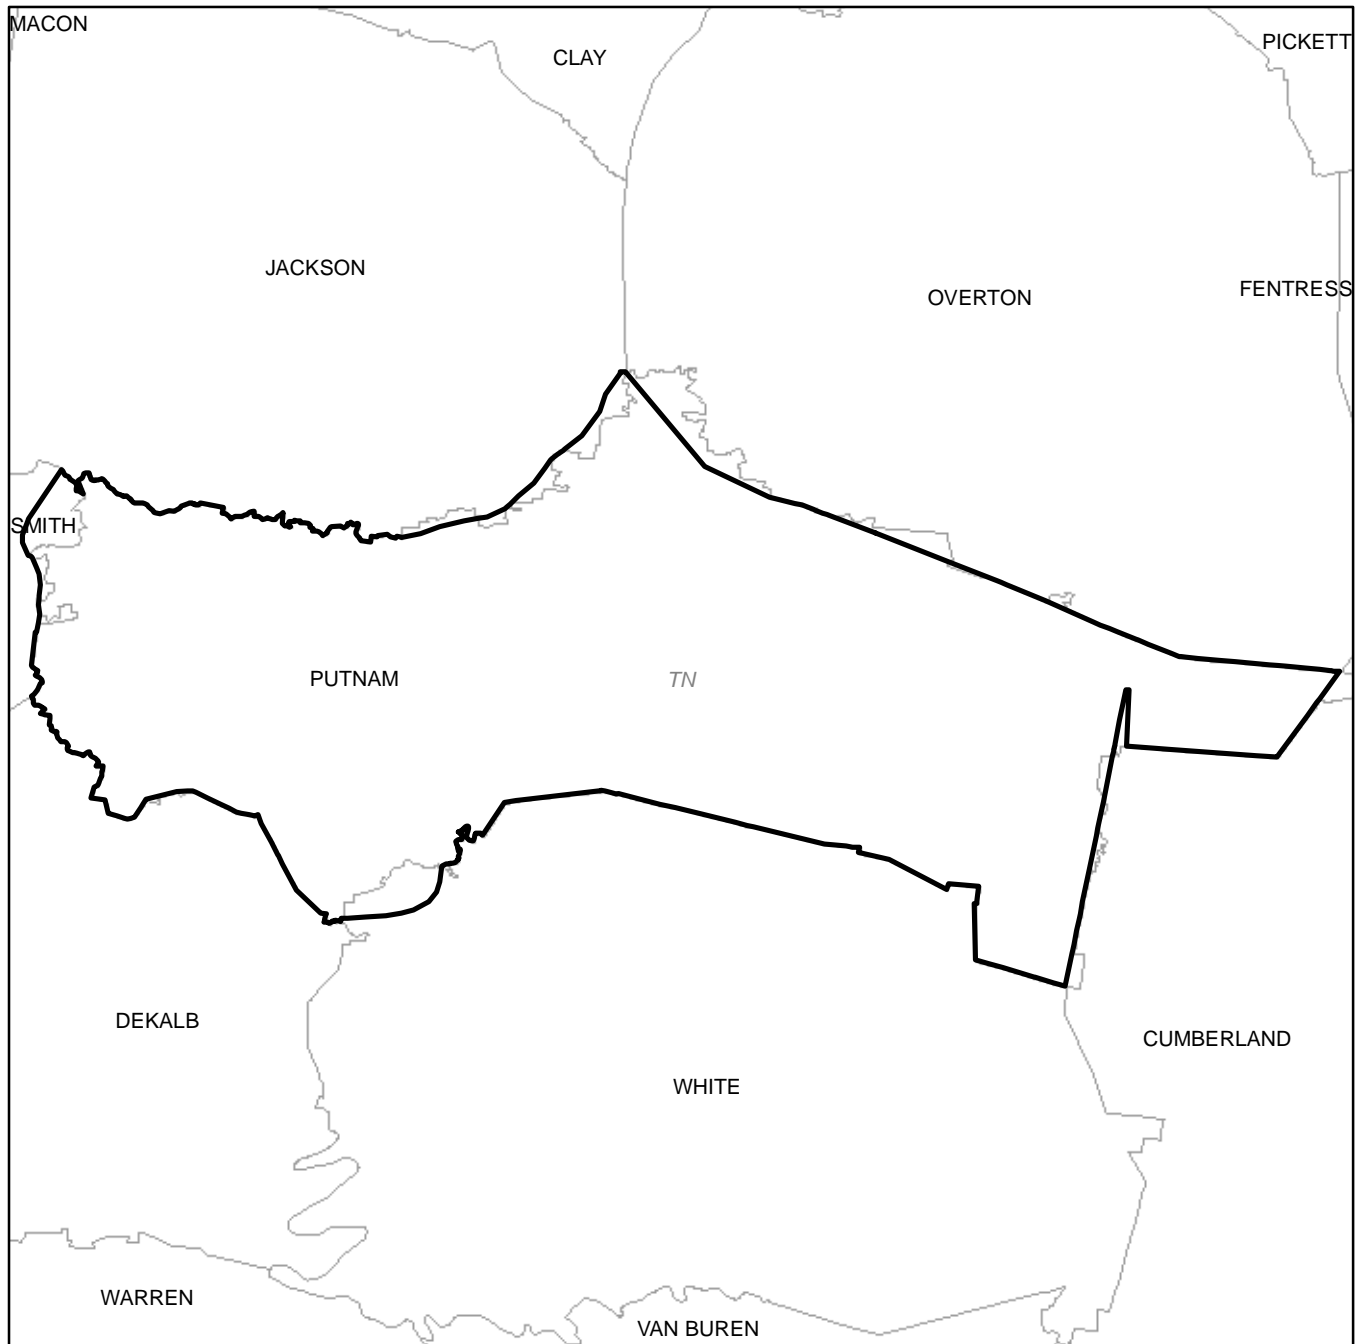 MACON
CLAY
PICKETT
JACKSON
OVERTON
FENTRESS
SMITH
PUTNAM
TN
DEKALB
CUMBERLAND
WHITE
WARREN
VAN BUREN